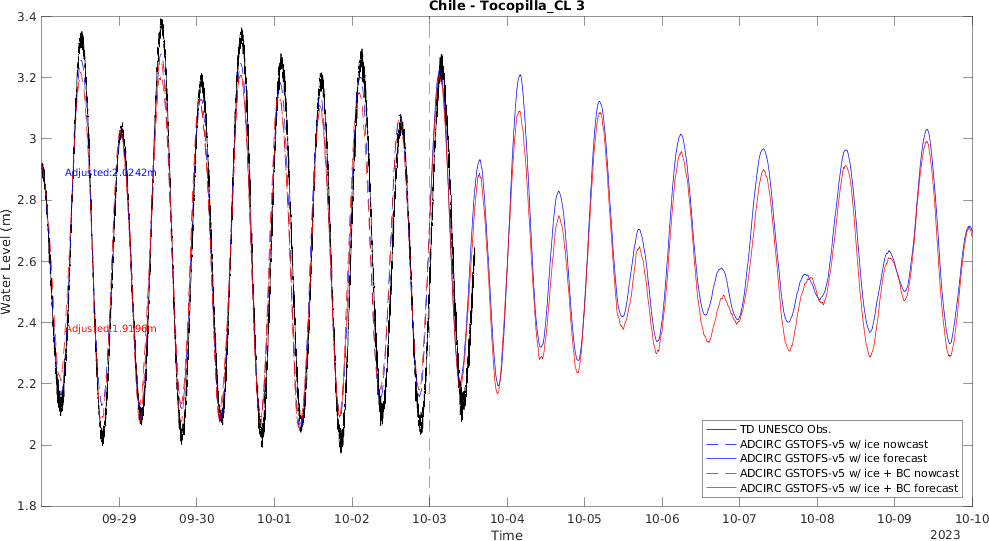 Chile - Tocopilla_CL 3
3.4
3.2
3
2.8
2.6
2.4
2.2
2
1.8
Water Level (m)
Adjusted:2.0242m
Adjusted:1.9196m
TD UNESCO Obs.
ADCIRC GSTOFS-v5 w/ ice nowcast
ADCIRC GSTOFS-v5 w/ ice forecast
ADCIRC GSTOFS-v5 w/ ice + BC nowcast
ADCIRC GSTOFS-v5 w/ ice + BC forecast
09-29 09-30 10-01 10-02 10-03 10-04 10-05 10-06 10-07 10-08 10-09 10-10
Time
2023